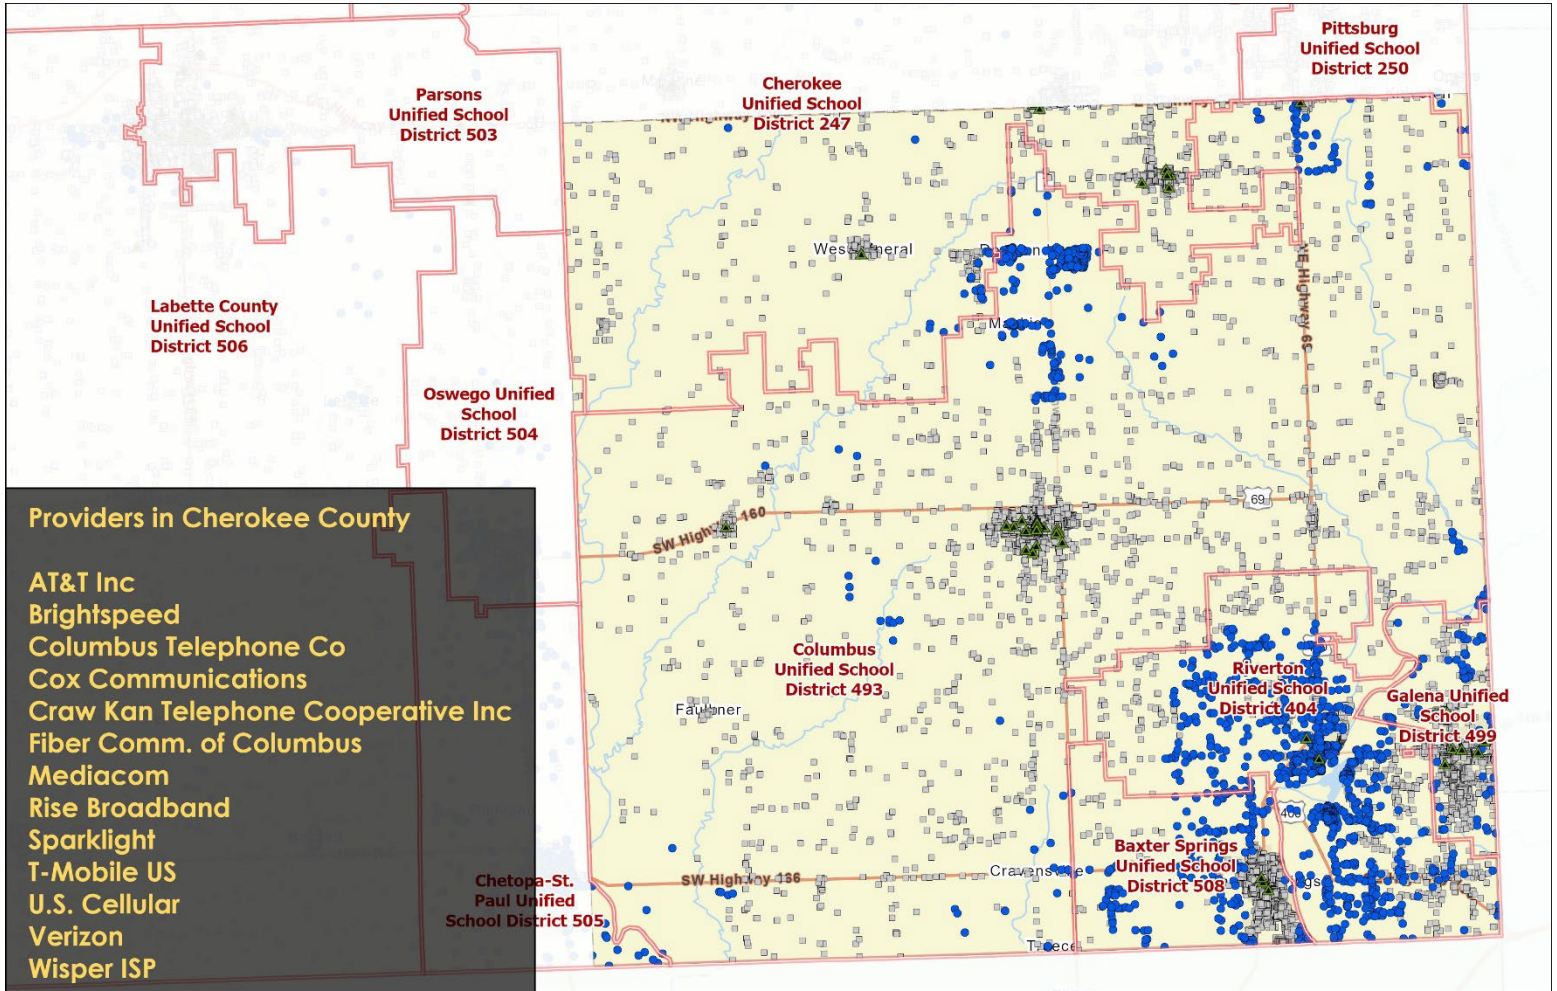 Pittsburg
Unified School
District 250
Cherokee
Unified School
District 247
Parsons
Unified School
District 503
Labette County
Unified School
District 506
Oswego Unified
School
District 504
69
SW Highway 160
NE Highway 69
Columbus
Unified School
District 493
Riverton
Unified School
District 404
Galena Unified
School
District 499
Faulkner
400
Baxter Springs
Unified School
District 508
SW Highway 166
Chetopa-St.
Paul Unified
School District 505
Treece
Providers in Cherokee County
AT&T Inc
Brightspeed
Columbus Telephone Co
Cox Communications
Craw Kan Telephone Cooperative Inc
Fiber Comm. of Columbus
Mediacom
Rise Broadband
Sparklight
T-Mobile US
U.S. Cellular
Verizon
Wisper ISP